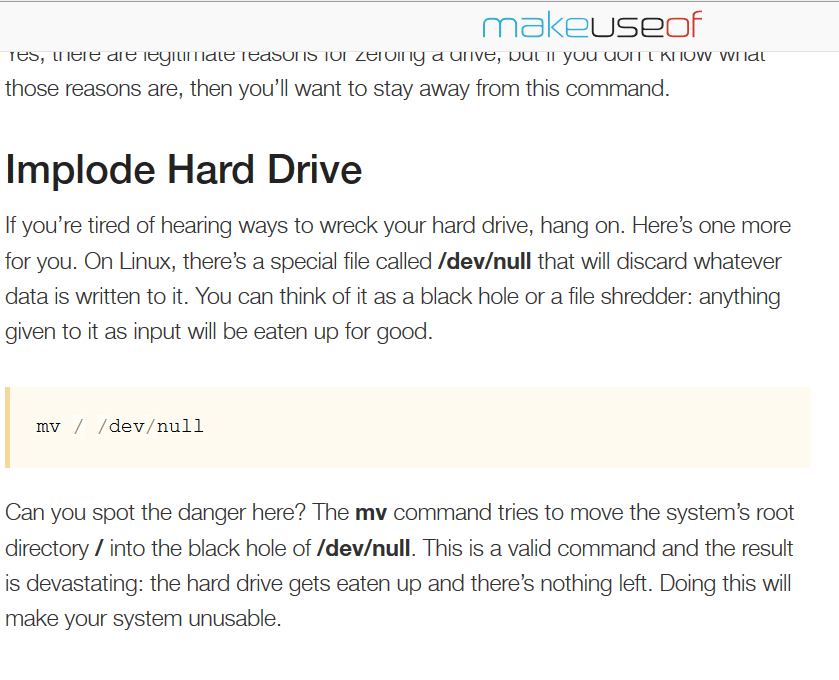 makeuseof
Yes, there are legitimate reasons for zeroing a drive, but if you don't know what
those reasons are, then you’ll want to stay away from this command.
Implode Hard Drive
If you’re tired of hearing ways to wreck your hard drive, hang on. Here’s one more
for you. On Linux, there’s a special file called /dev/null that will discard whatever
data is written to it. You can think of it as a black hole or a file shredder: anything
given to it as input will be eaten up for good.
mv / /dev/null
Can you spot the danger here? The mv command tries to move the system’s root
directory / into the black hole of /dev/null. This is a valid command and the result
is devastating: the hard drive gets eaten up and there’s nothing left. Doing this will
make your system unusable.